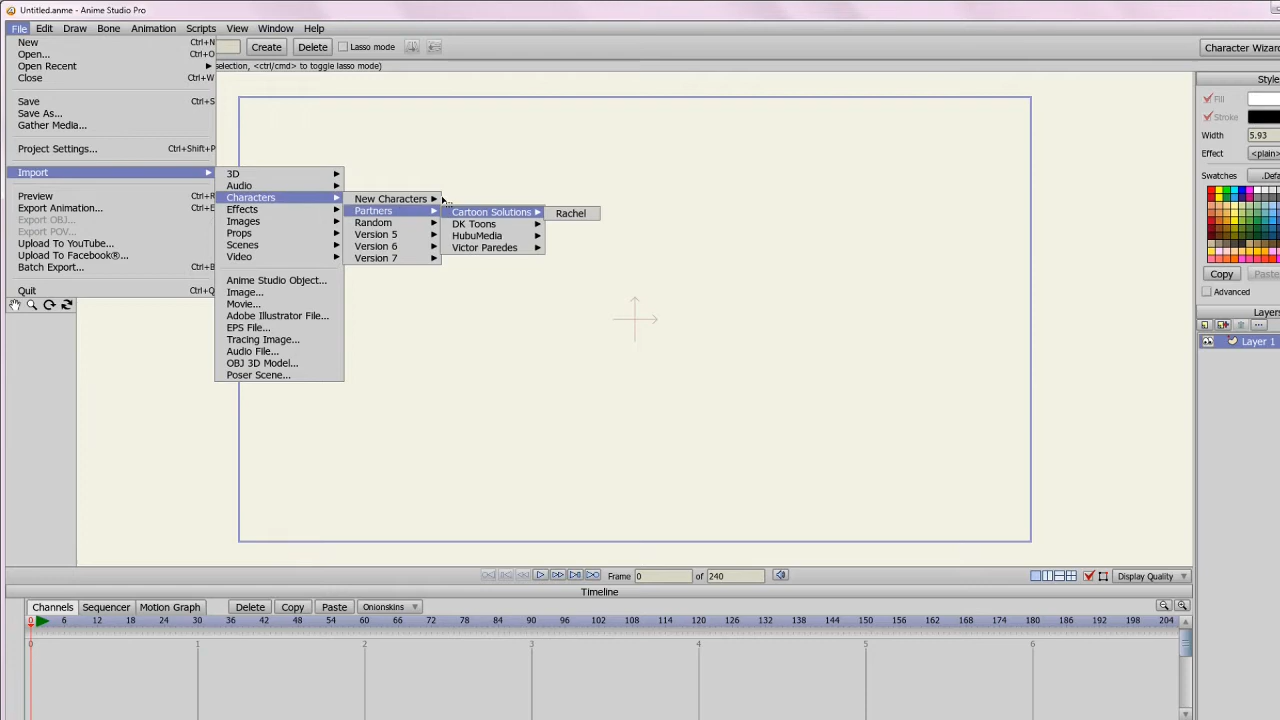 Untitled.anme - Anime Studio Pro
File Edit Draw Bone Animation Scripts View Window Help
New Ctrl+N
Open... Ctrl+O
Open Recent
Close Ctrl+W
Save Ctrl+S
Save As...
Gather Media...
Project Settings... Ctrl+Shift+P
Import
Preview Ctrl+R
Export Animation... Ctrl+E
Export OBJ...
Export POV...
Upload To YouTube...
Upload To Facebook®...
Batch Export... Ctrl+B
Quit Ctrl+Q
Create Delete Lasso mode
selection, <ctrl/cmd> to toggle lasso mode)
3D
Audio
Characters
Effects
Images
Props
Scenes
Video
Anime Studio Object...
Image...
Movie...
Adobe Illustrator File...
EPS File...
Tracing Image...
Audio File...
OBJ 3D Model...
Poser Scene...
New Characters
Partners
Random
Version 5
Version 6
Version 7
Cartoon Solutions
DK Toons
HubuMedia
Victor Paredes
Rachel
Character Wizar
Style
Fill
Stroke
Width 5.93
Effect <plain>
Swatches .Defa
Copy Paste
Advanced
Layers
Layer 1
Frame 0 of 240
Display Quality
Timeline
Channels Sequencer Motion Graph Delete Copy Paste Onionskins
0 6 12 18 24 30 36 42 48 54 60 66 72 78 84 90 96 102 108 114 120 126 132 138 144 150 156 162 168 174 180 186 192 198 204
0 1 2 3 4 5 6